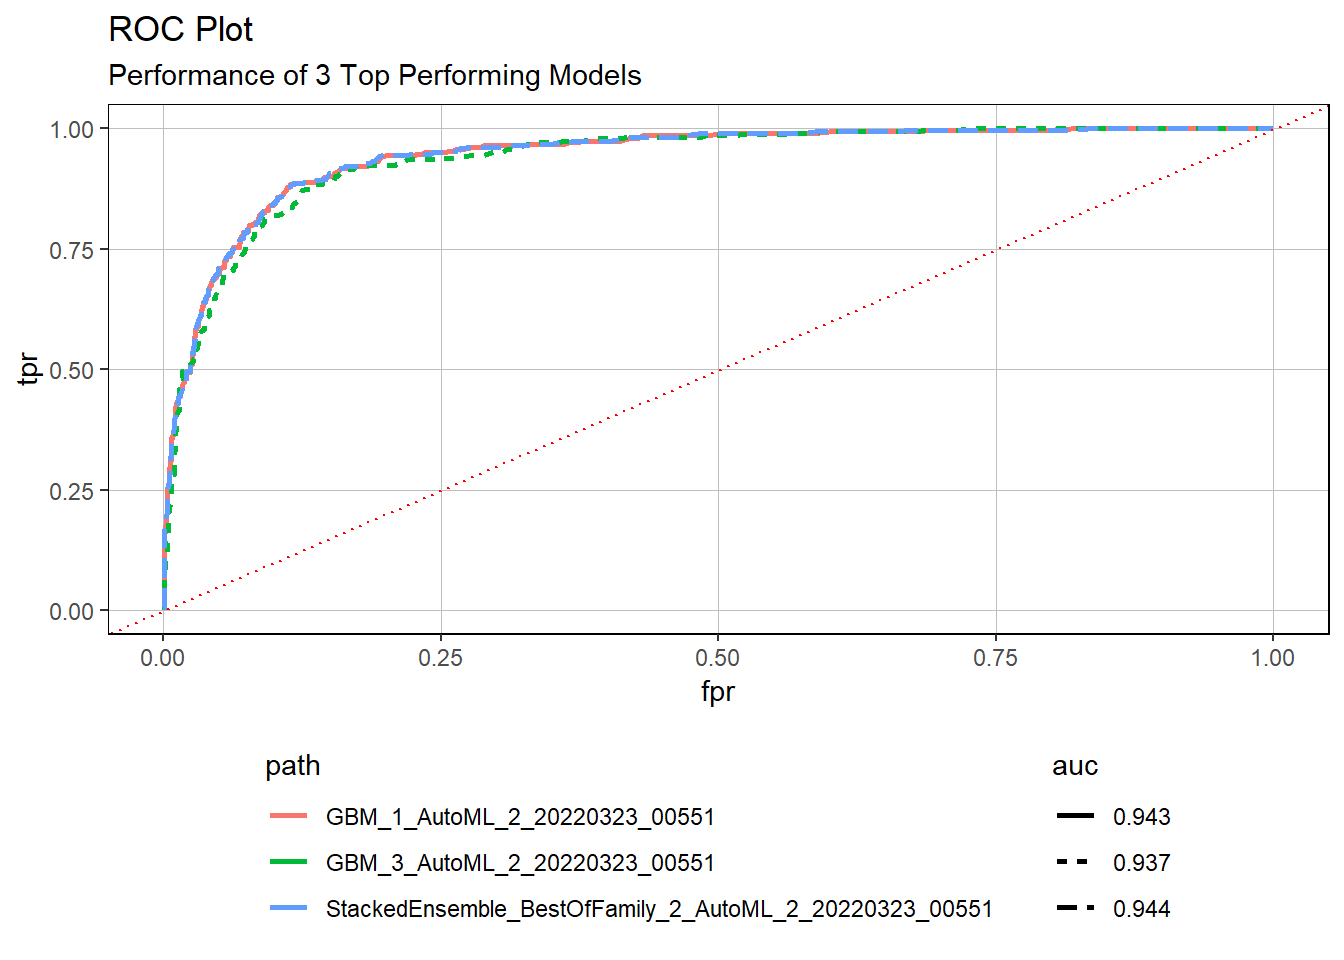 ROC Plot
Performance of 3 Top Performing Models
1.00
0.75
0.50
0.25
0.00
tpr
0.00 0.25 0.50 0.75 1.00
fpr
path auc
GBM_1_AutoML_2_20220323_00551 0.943
GBM_3_AutoML_2_20220323_00551 0.937
StackedEnsemble_BestOfFamily_2_AutoML_2_20220323_00551 0.944